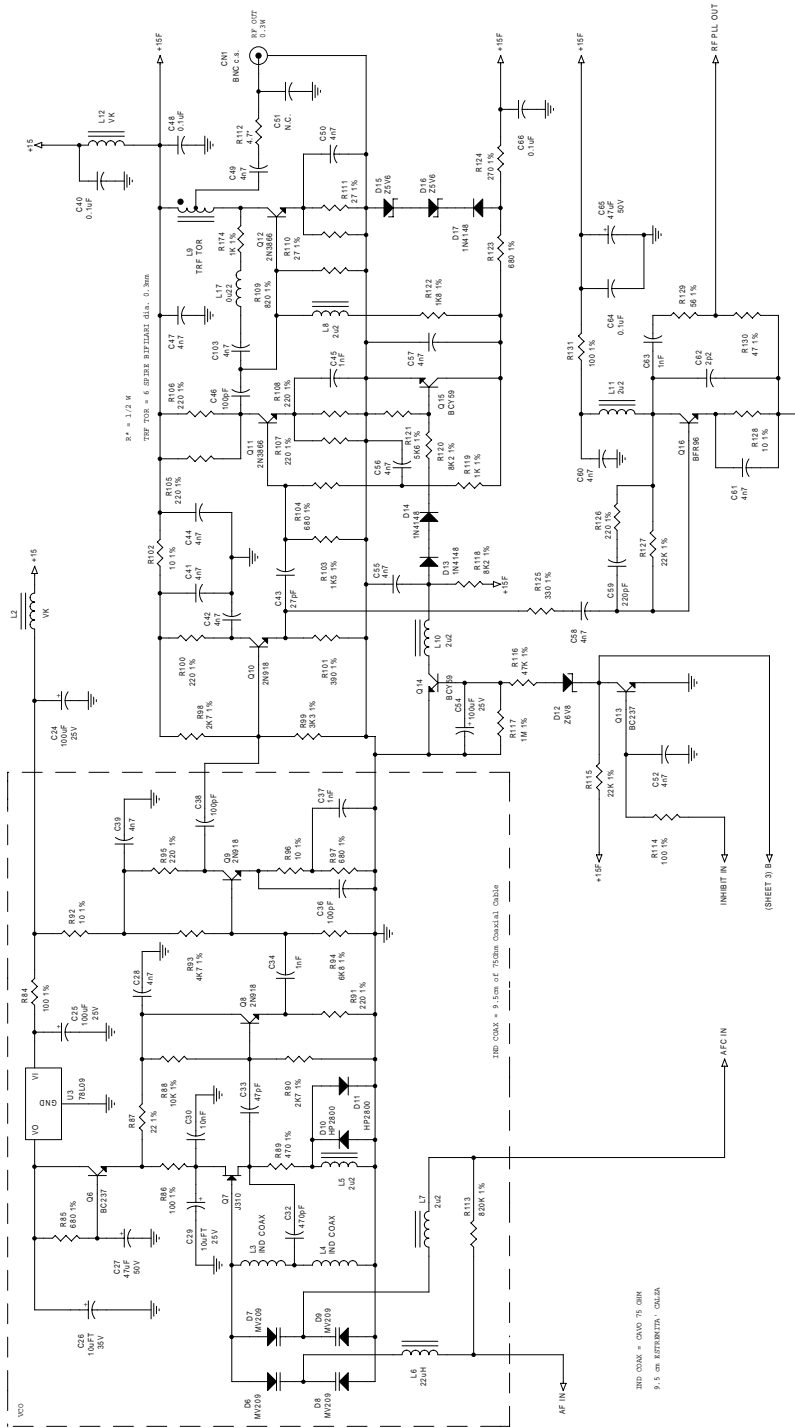 +15
C40
0.1uF
L12
VK
C48
0.1uF
+15F
CN1
BNC c.s.
RF OUT
0.3W
C51
N.C.
R112
4.7*
C49
4n7
C50
4n7
R111
27 1%
R110
27 1%
L9
TRF TOR
Q12
2N3866
R174
1K 1%
L17
0u22
R109
820 1%
C103
4n7
C47
4n7
R* = 1/2 W
TRF TOR = 6 SPIRE BIFILARI dia. 0.3mm
R106
220 1%
C46
100pF
Q11
2N3866
R108
220 1%
C45
1nF
R107
220 1%
R105
220 1%
R104
680 1%
D15
Z5V6
D16
Z5V6
D17
1N4148
R124
270 1%
C66
0.1uF
+15F
R123
680 1%
L8
2u2
R122
1K8 1%
C57
4n7
Q15
BCY59
R121
5K6 1%
R120
8K2 1%
C56
4n7
R119
1K 1%
D14
1N4148
D13
1N4148
C55
4n7
R118
8K2 1%
+15F
R102
10 1%
C44
4n7
C41
4n7
C42
4n7
C43
27pF
R103
1K5 1%
R100
220 1%
Q10
2N918
R101
390 1%
R98
2K7 1%
R99
3K3 1%
L2
VK
+15
C24
100uF
25V
L10
2u2
Q14
BCY59
C54
100uF
25V
R116
47K 1%
R117
1M 1%
D12
Z6V8
Q13
BC237
R115
22K 1%
+15F
C52
4n7
R114
100 1%
INHIBIT IN
(SHEET 3) B
R125
330 1%
C58
4n7
C59
220pF
R126
220 1%
R127
22K 1%
C60
4n7
L11
2u2
R131
100 1%
C64
0.1uF
C65
47uF
50V
+15F
RF PLL OUT
R129
56 1%
C63
1nF
C62
2p2
R130
47 1%
Q16
BFR96
R128
10 1%
C61
4n7
VCO
C26
10uFT
35V
C27
47uF
50V
R85
680 1%
Q6
BC237
U3
78L09
VO
VI
GND
C25
100uF
25V
R84
100 1%
R92
10 1%
C39
4n7
R95
220 1%
C38
100pF
Q9
2N918
R96
10 1%
C37
1nF
R97
680 1%
C36
100pF
R93
4K7 1%
C34
1nF
R94
6K8 1%
C28
4n7
Q8
2N918
R91
220 1%
R87
22 1%
R88
10K 1%
C33
47pF
R90
2K7 1%
R86
100 1%
C30
10nF
C29
10uFT
25V
Q7
J310
R89
470 1%
D10
HP2800
D11
HP2800
L5
2u2
C32
470pF
L3
IND COAX
L4
IND COAX
D7
MV209
D9
MV209
D6
MV209
D8
MV209
L6
22uH
L7
2u2
R113
820K 1%
AF IN
AFC IN
IND COAX = 9.5cm of 75Ohm Coaxial Cable
IND COAX = CAVO 75 OHM
9.5 cm ESTREMITA' CALZA